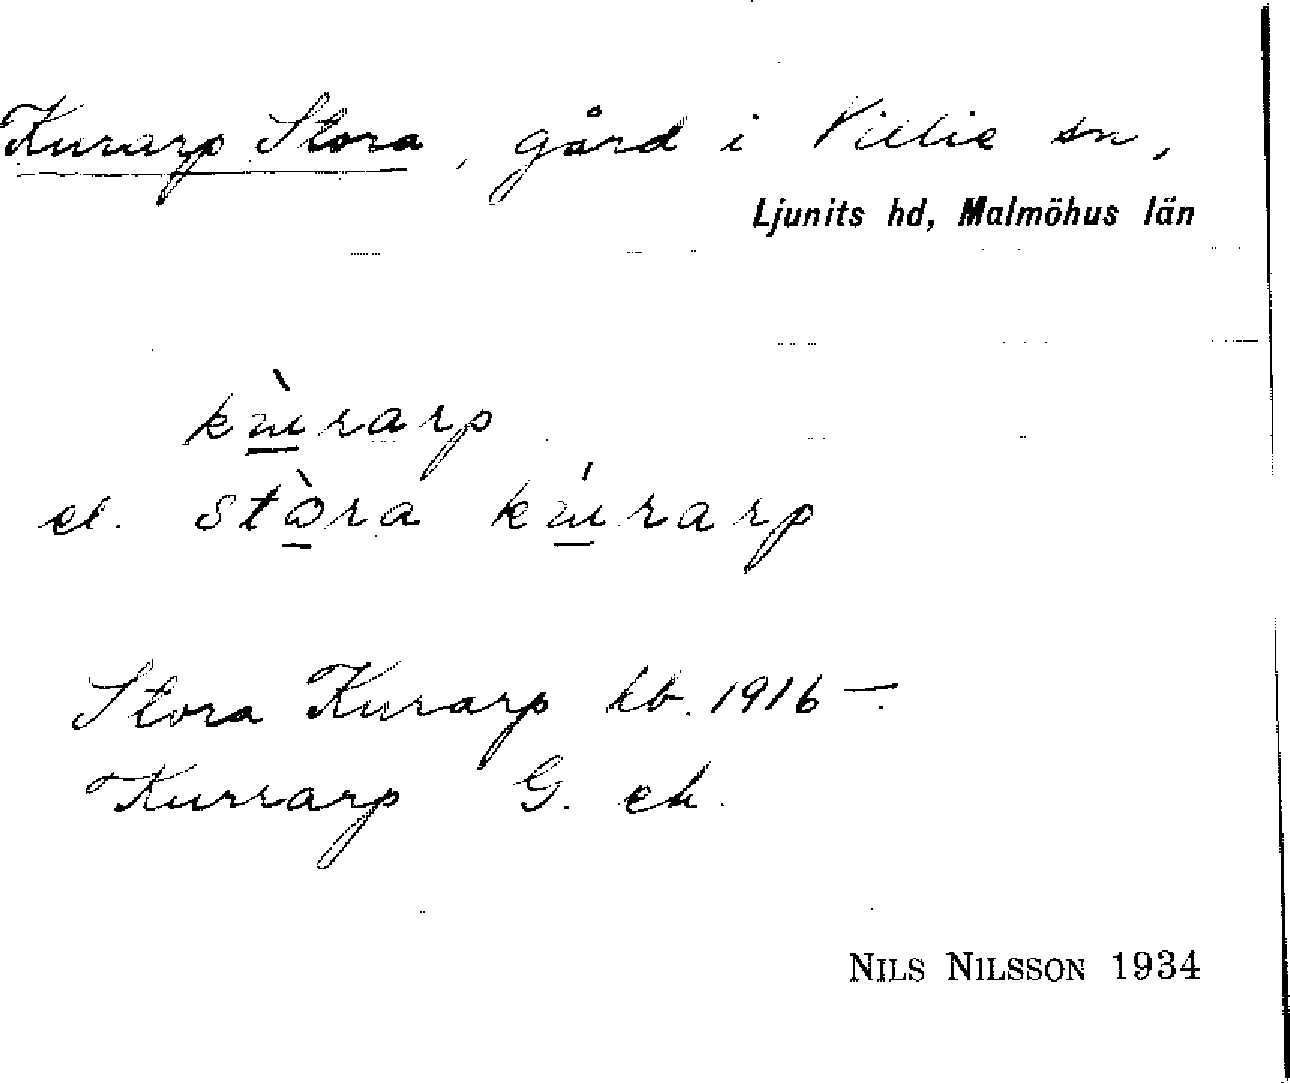 Kurarp Stora, gård i Villie sn,
Ljunits hd, Malmöhus län
kùrarp
el. stòra kúrarp
Stora Kurarp kb. 1916 –.
Kurrarp G. ek.
NILS NILSSON 1934